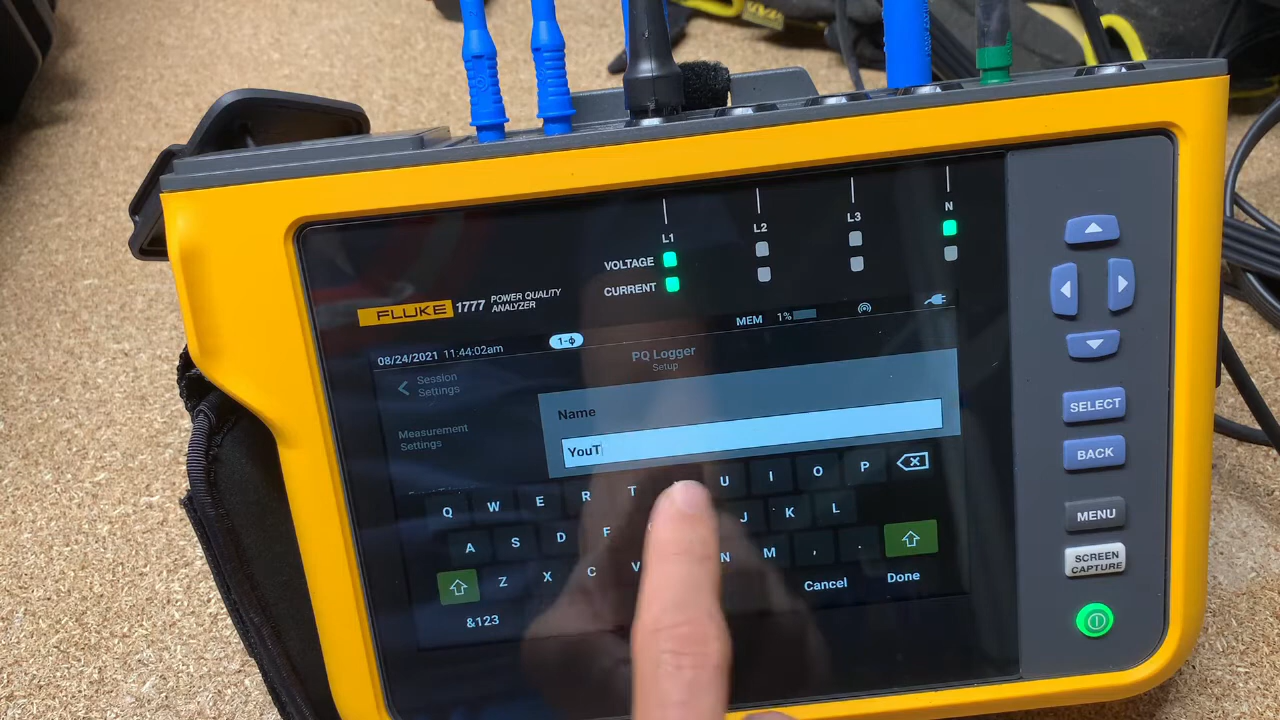 N
L3
L2
L1
VOLTAGE
CURRENT
FLUKE 1777 POWER QUALITY
ANALYZER
MEM 1%
08/24/2021 11:44:02am 1-ϕ
PQ Logger
Setup
Session
Settings
Name
Measurement
Settings
YouT
Q W E R T U I O P
A S D F J K L
Z X C V N M , .
&123 Cancel Done
SELECT
BACK
MENU
SCREEN
CAPTURE